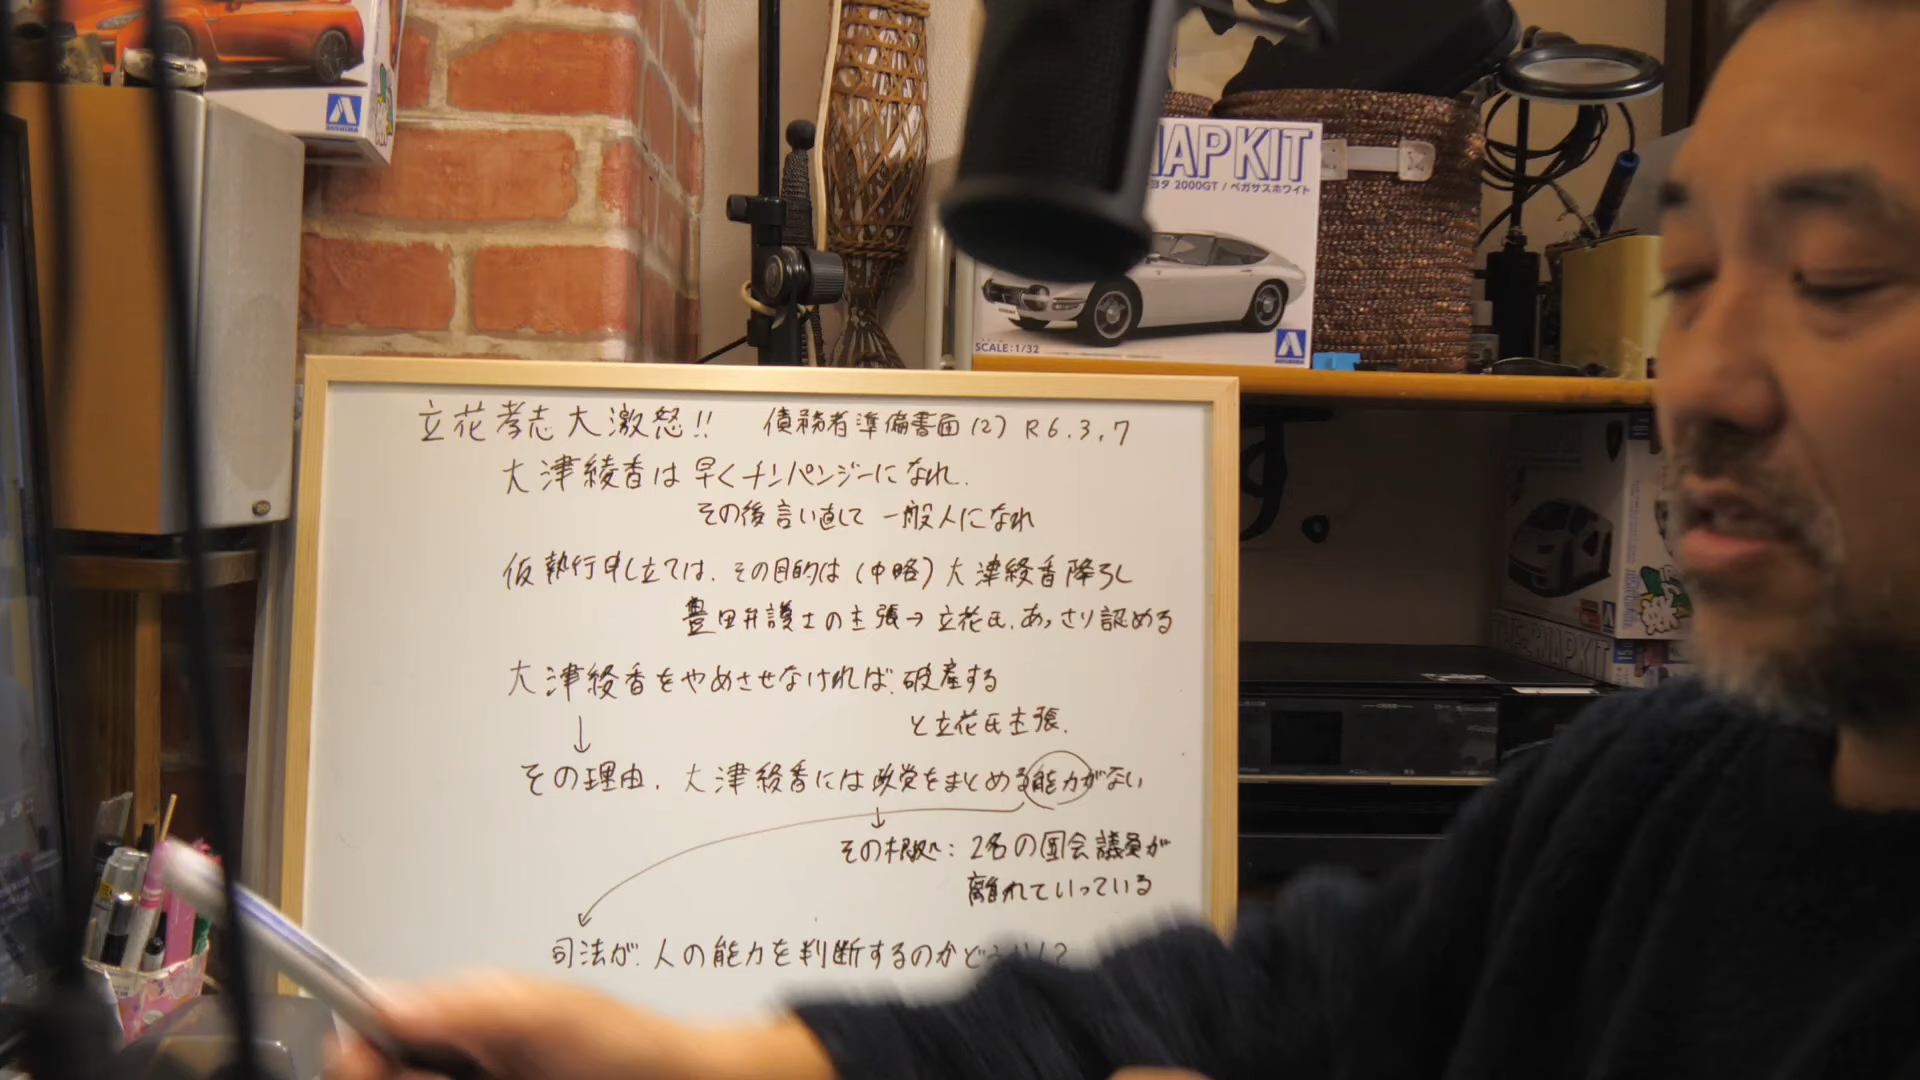 AOSHIMA
NAPKIT
ヨタ 2000GT / ペガサスホワイト
SCALE:1/32
す。
立花孝志大激怒!! 債務者準備書面(2) R6.3.7
大津綾香は早くチンパンジーになれ.
その後言い直して 一般人になれ
仮執行申し立ては、その目的は(中略)大津綾香降ろし
豊田弁護士の主張→立花氏.あっさり認める
大津綾香をやめさせなければ.破産する
と立花氏主張.
↓
その理由. 大津綾香には政党をまとめる能力がない
↓
その根拠: 2名の国会議員が
離れていっている
司法が.人の能力を判断するのかどうか!?